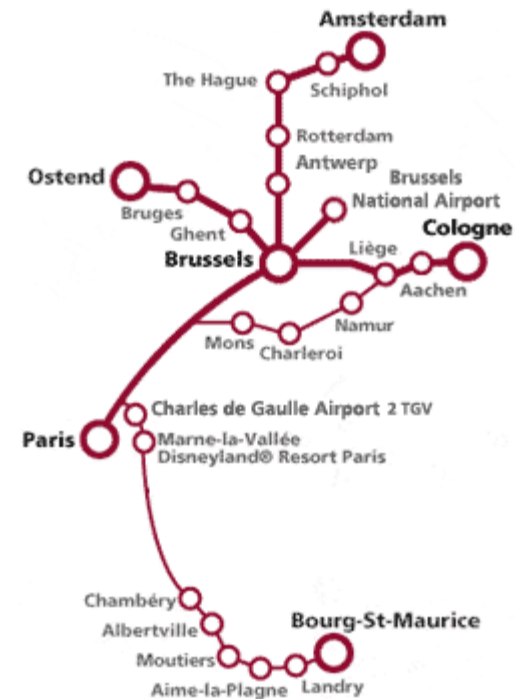 Amsterdam
The Hague
Schiphol
Rotterdam
Antwerp
Brussels
National Airport
Ostend
Bruges
Ghent
Brussels
Cologne
Liège
Aachen
Namur
Mons
Charleroi
Charles de Gaulle Airport 2 TGV
Paris
Marne-la-Vallée
Disneyland® Resort Paris
Chambéry
Albertville
Bourg-St-Maurice
Moutiers
Aime-la-Plagne
Landry